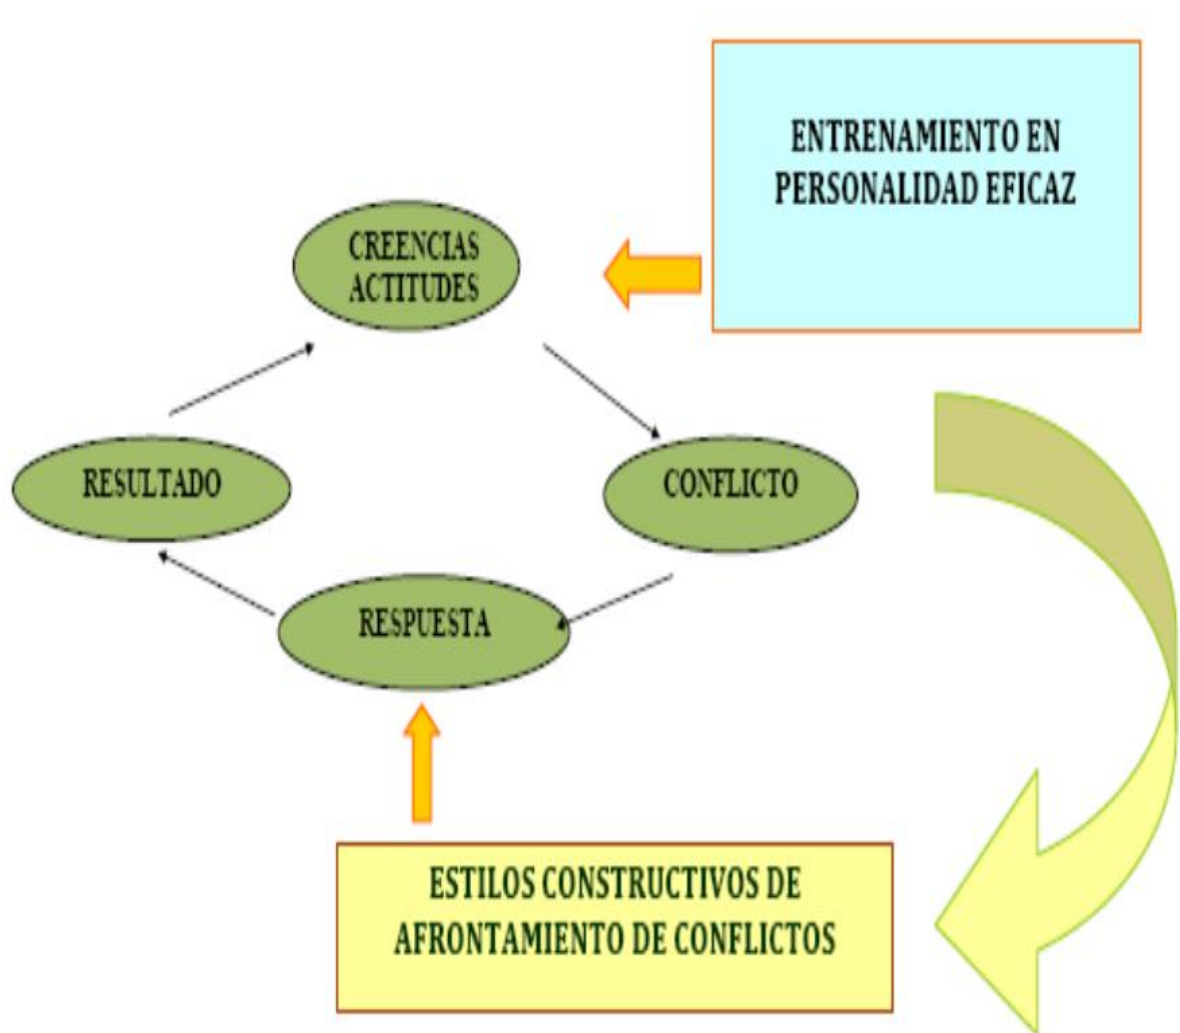 ENTRENAMIENTO EN
PERSONALIDAD EFICAZ
CREENCIAS
ACTITUDES
RESULTADO
CONFLICTO
RESPUESTA
ESTILOS CONSTRUCTIVOS DE
AFRONTAMIENTO DE CONFLICTOS